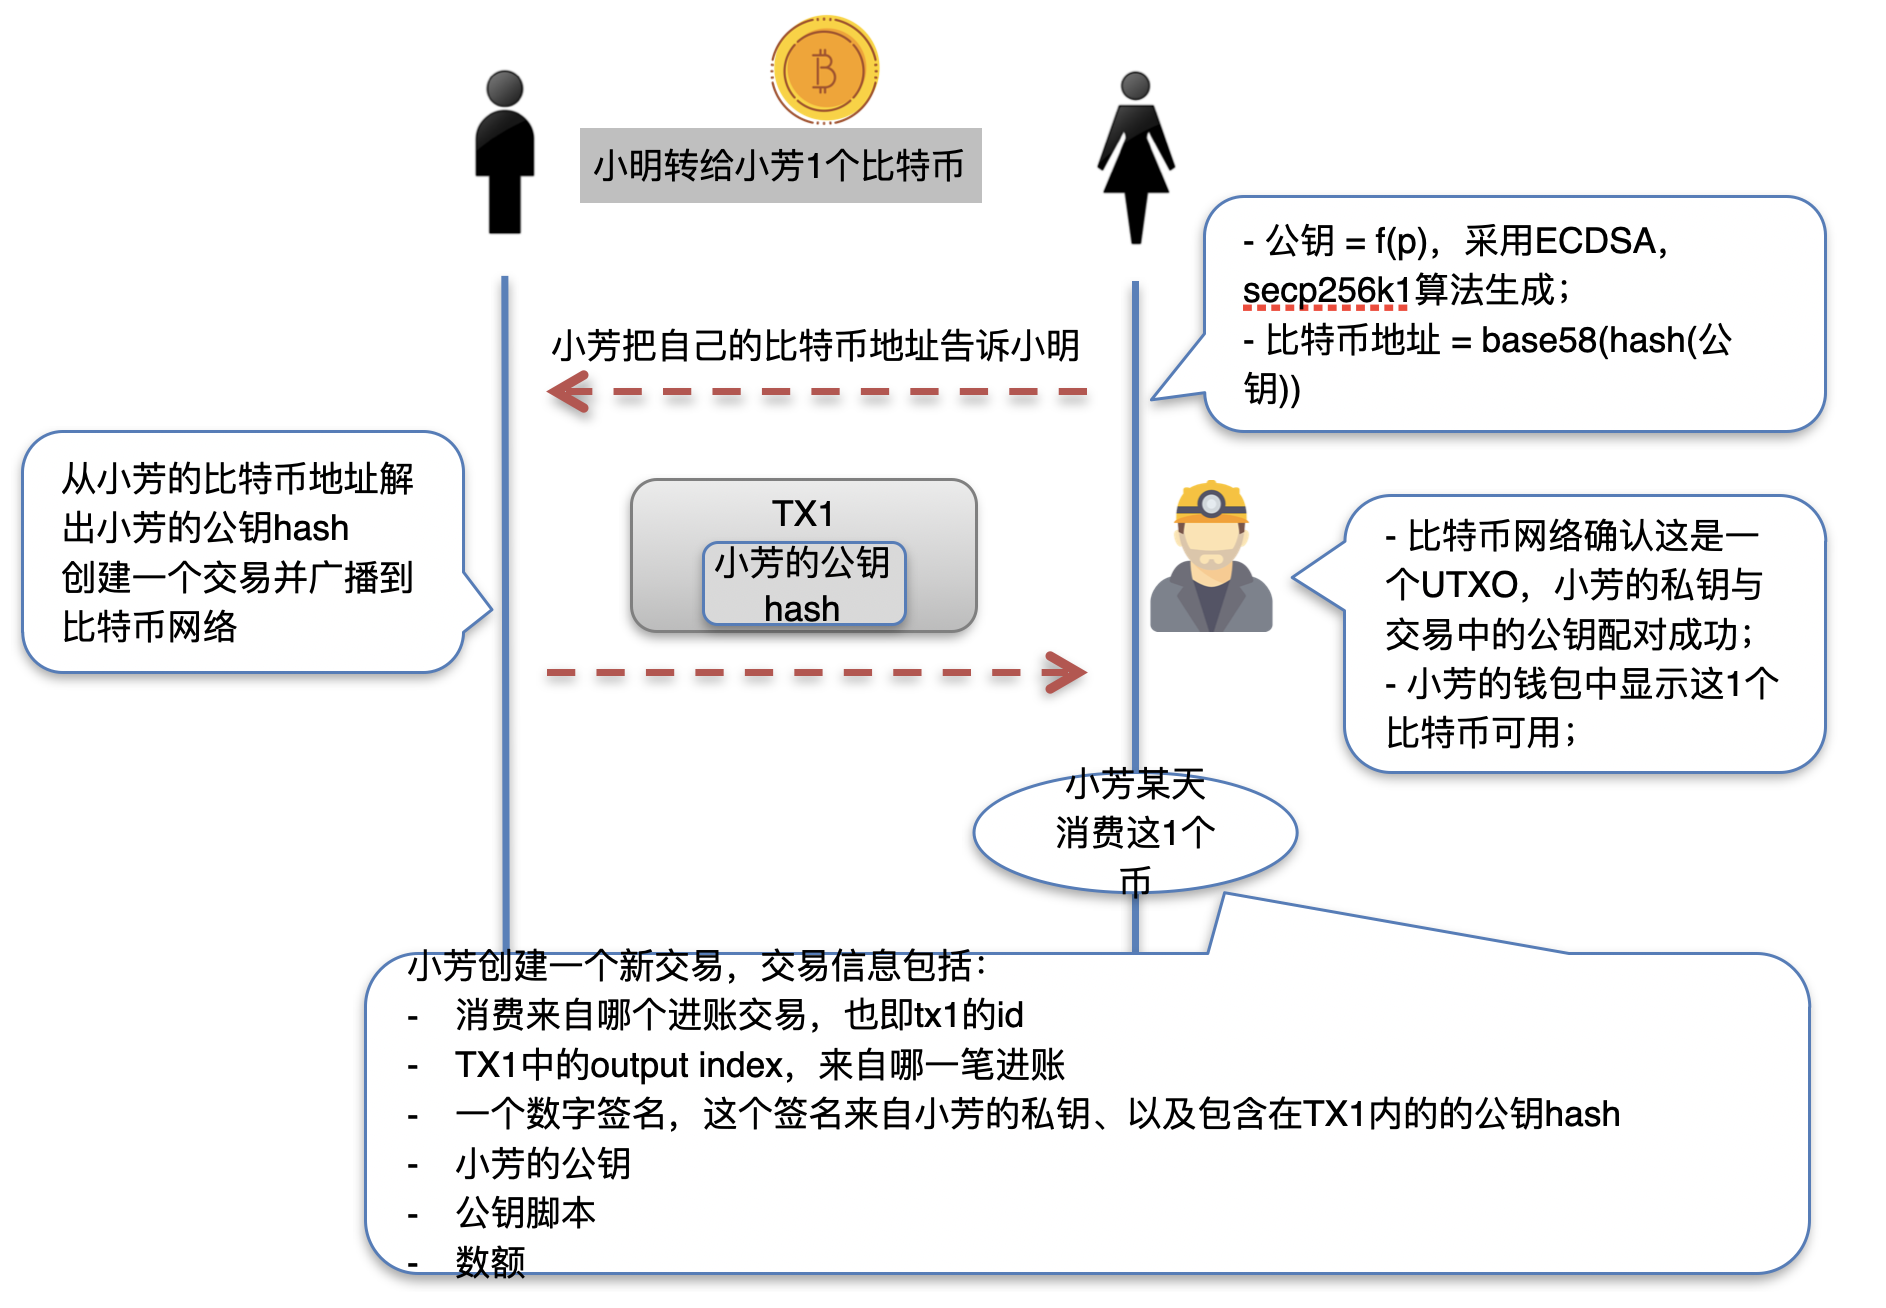 小明转给小芳1个比特币
- 公钥 = f(p)，采用ECDSA，
secp256k1算法生成；
- 比特币地址 = base58(hash(公
钥))
小芳把自己的比特币地址告诉小明
从小芳的比特币地址解
出小芳的公钥hash
创建一个交易并广播到
比特币网络
TX1
小芳的公钥
hash
- 比特币网络确认这是一
个UTXO，小芳的私钥与
交易中的公钥配对成功；
- 小芳的钱包中显示这1个
比特币可用；
小芳某天
消费这1个
币
小芳创建一个新交易，交易信息包括：
- 消费来自哪个进账交易，也即tx1的id
- TX1中的output index，来自哪一笔进账
- 一个数字签名，这个签名来自小芳的私钥、以及包含在TX1内的的公钥hash
- 小芳的公钥
- 公钥脚本
- 数额